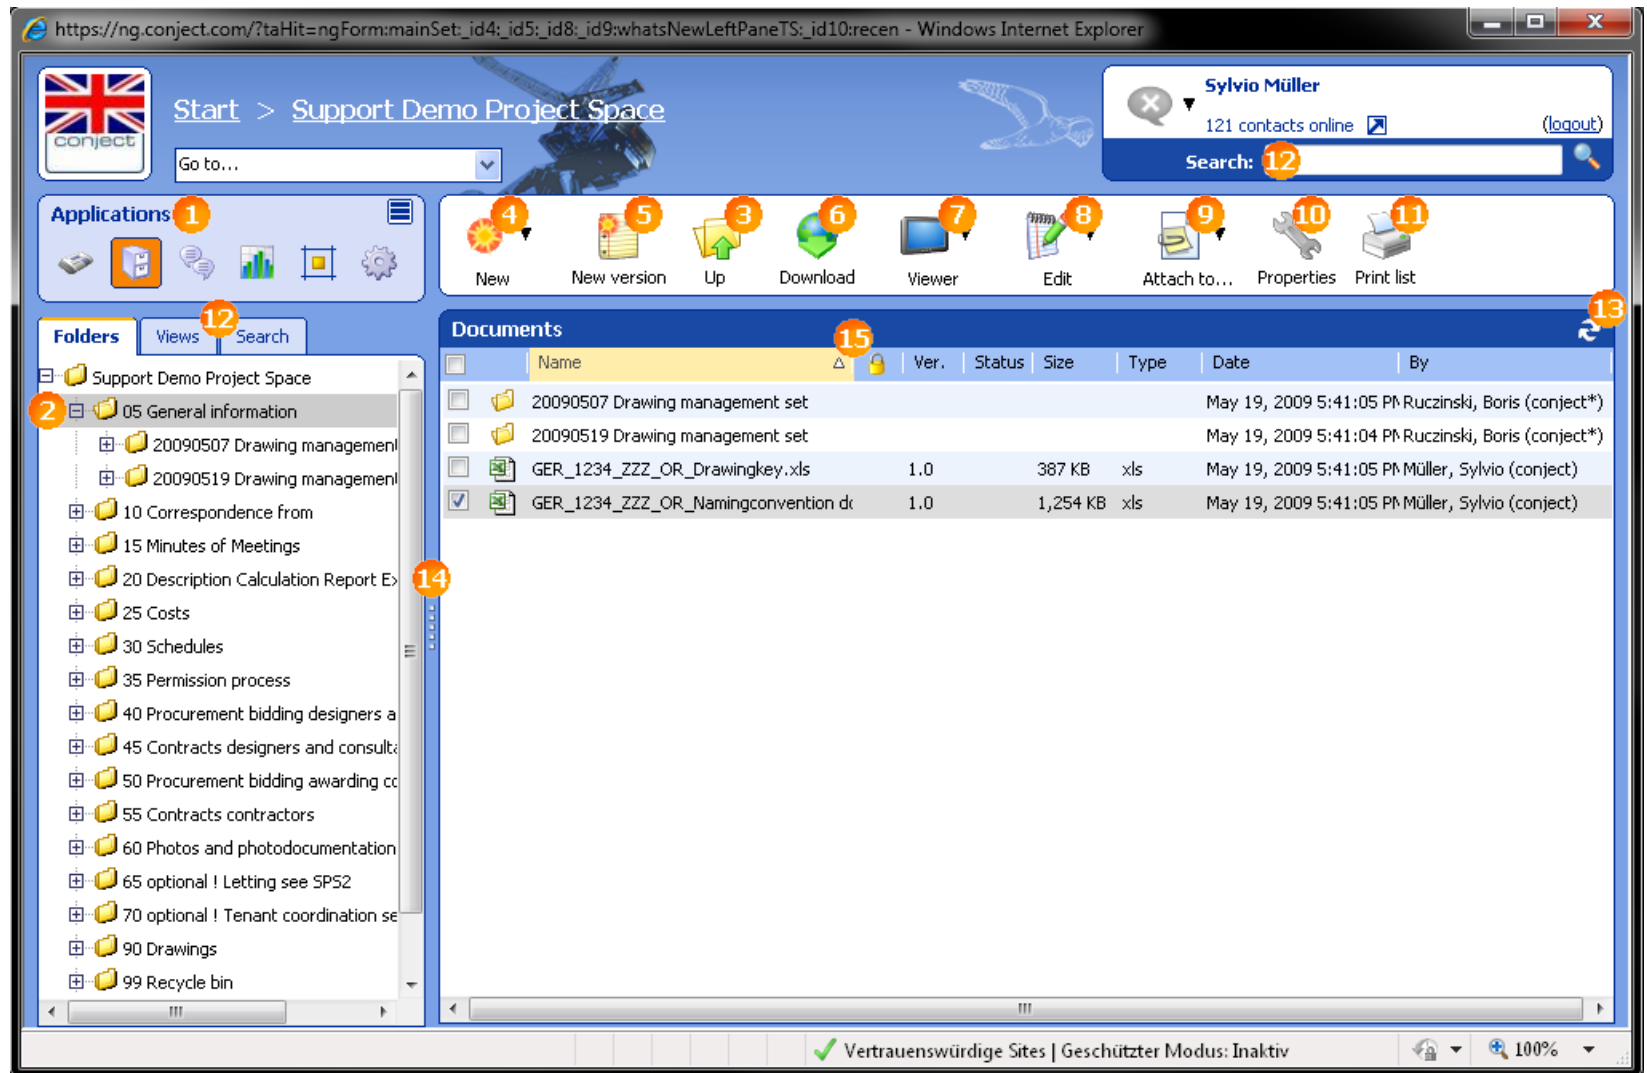 https://ng.conject.com/?taHit=ngForm:mainSet:_id4:_id5:_id8:_id9:whatsNewLeftPaneTS:_id10:recen - Windows Internet Explorer
conject
Start > Support Demo Project Space
Go to...
Sylvio Müller
121 contacts online
(logout)
Search: 12
Applications 1
4 5 3 6 7 8 9 10 11
New New version Up Download Viewer Edit Attach to... Properties Print list
12
Folders Views Search
Documents 13
15
Name Ver. Status Size Type Date By
20090507 Drawing management set May 19, 2009 5:41:05 PM Ruczinski, Boris (conject*)
20090519 Drawing management set May 19, 2009 5:41:04 PM Ruczinski, Boris (conject*)
GER_1234_ZZZ_OR_Drawingkey.xls 1.0 387 KB xls May 19, 2009 5:41:05 PM Müller, Sylvio (conject)
GER_1234_ZZZ_OR_Namingconvention dc 1.0 1,254 KB xls May 19, 2009 5:41:05 PM Müller, Sylvio (conject)
Support Demo Project Space
2 05 General information
20090507 Drawing management
20090519 Drawing management
10 Correspondence from
15 Minutes of Meetings
20 Description Calculation Report Ex
14
25 Costs
30 Schedules
35 Permission process
40 Procurement bidding designers a
45 Contracts designers and consulta
50 Procurement bidding awarding co
55 Contracts contractors
60 Photos and photodocumentation
65 optional ! Letting see SPS2
70 optional ! Tenant coordination se
90 Drawings
99 Recycle bin
Vertrauenswürdige Sites | Geschützter Modus: Inaktiv
100%